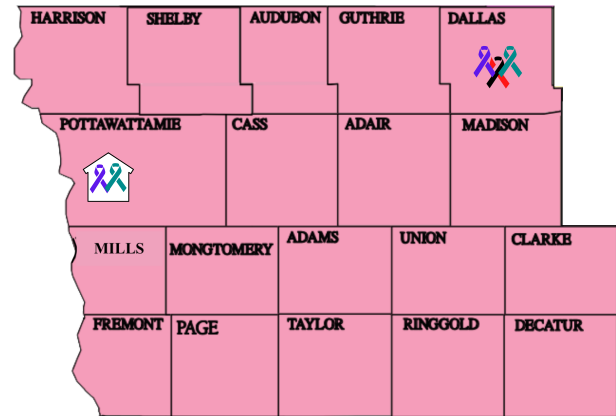 HARRISON
SHELBY
AUDUBON
GUTHRIE
DALLAS
POTTAWATTAMIE
CASS
ADAIR
MADISON
MILLS
MONGTOMERY
ADAMS
UNION
CLARKE
FREMONT
PAGE
TAYLOR
RINGGOLD
DECATUR